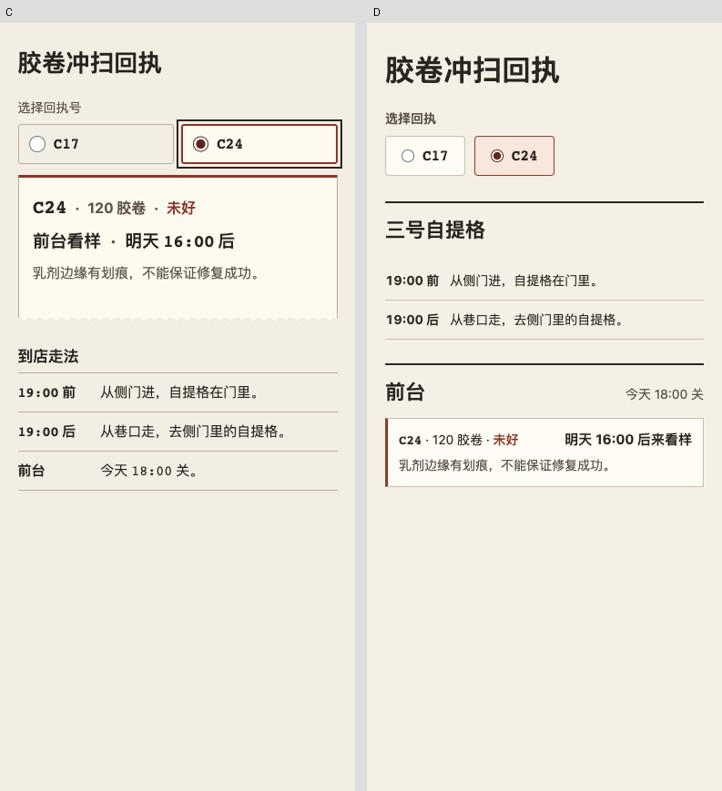 C
胶卷冲扫回执
选择回执号
C17
C24
C24 · 120 胶卷 · 未好
前台看样 · 明天 16:00 后
乳剂边缘有划痕，不能保证修复成功。
到店走法
19:00 前 从侧门进，自提格在门里。
19:00 后 从巷口走，去侧门里的自提格。
前台 今天 18:00 关。
D
胶卷冲扫回执
选择回执
C17
C24
三号自提格
19:00 前 从侧门进，自提格在门里。
19:00 后 从巷口走，去侧门里的自提格。
前台 今天 18:00 关
C24 · 120 胶卷 · 未好 明天 16:00 后来看样
乳剂边缘有划痕，不能保证修复成功。